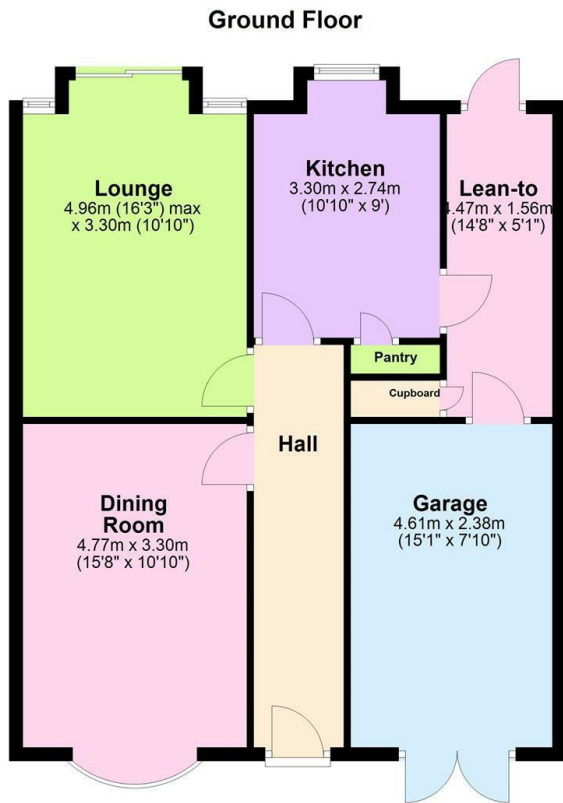 Ground Floor
Lounge
4.96m (16'3") max
x 3.30m (10'10")
Kitchen
3.30m x 2.74m
(10'10" x 9')
Lean-to
4.47m x 1.56m
(14'8" x 5'1")
Pantry
Cupboard
Hall
Dining
Room
4.77m x 3.30m
(15'8" x 10'10")
Garage
4.61m x 2.38m
(15'1" x 7'10")